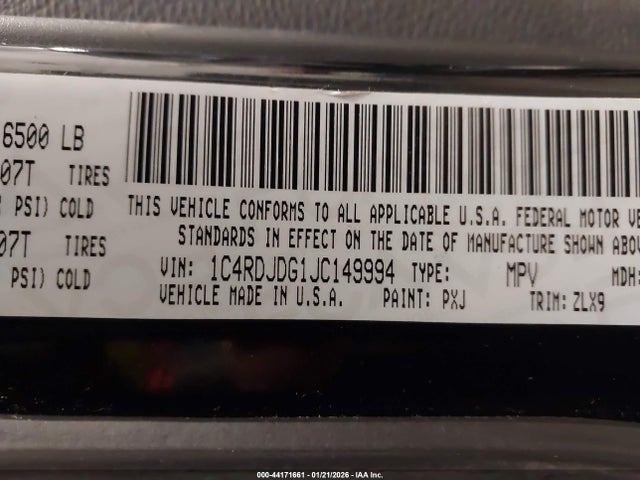 6500 LB
07T TIRES
PSI) COLD
07T TIRES
PSI) COLD
THIS VEHICLE CONFORMS TO ALL APPLICABLE U.S.A. FEDERAL MOTOR VE
STANDARDS IN EFFECT ON THE DATE OF MANUFACTURE SHOWN ABOV
VIN: 1C4RDJDG1JC149994 TYPE: MPV MDH:
VEHICLE MADE IN U.S.A. PAINT: PXJ TRIM: ZLX9
000-44171661 - 01/21/2026 - IAA Inc.